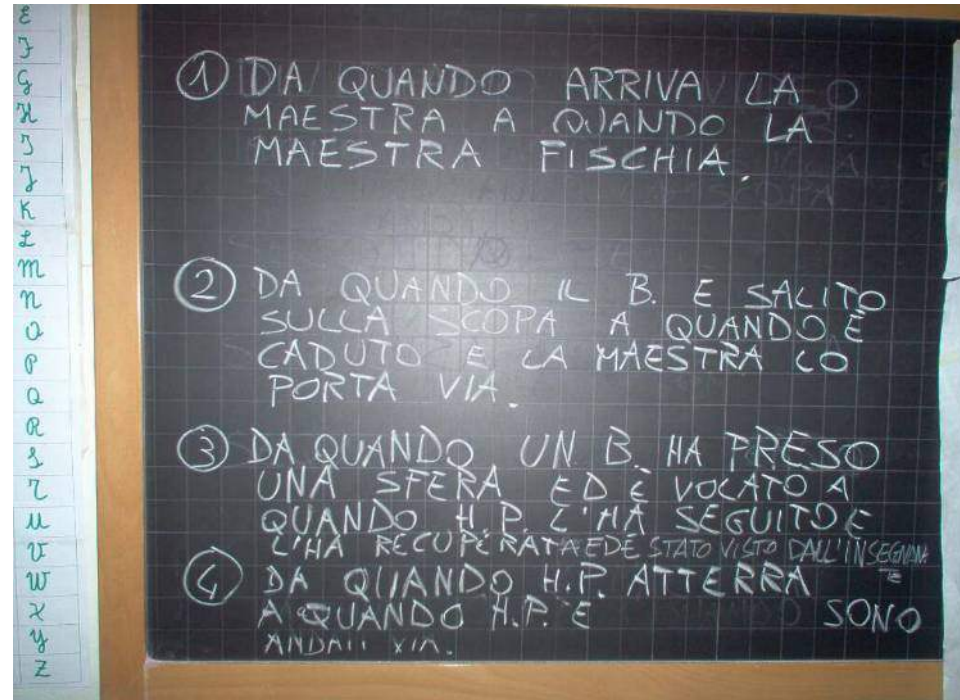 E
F
G
H
I
J
K
L
M
N
O
P
Q
R
S
T
U
V
W
X
Y
Z
① DA QUANDO ARRIVA LA
MAESTRA A QUANDO LA
MAESTRA FISCHIA.
② DA QUANDO IL B. E SALITO
SULLA SCOPA A QUANDO È
CADUTO E LA MAESTRA LO
PORTA VIA.
③ DA QUANDO UN B. HA PRESO
UNA SFERA ED È VOLATO A
QUANDO H.P. L'HA SEGUITO E
L'HA RECUPERATA ED È STATO VISTO DALL'INSEGNAN
TE
④ DA QUANDO H.P. ATTERRA
A QUANDO H.P. E SONO
ANDATI VIA.